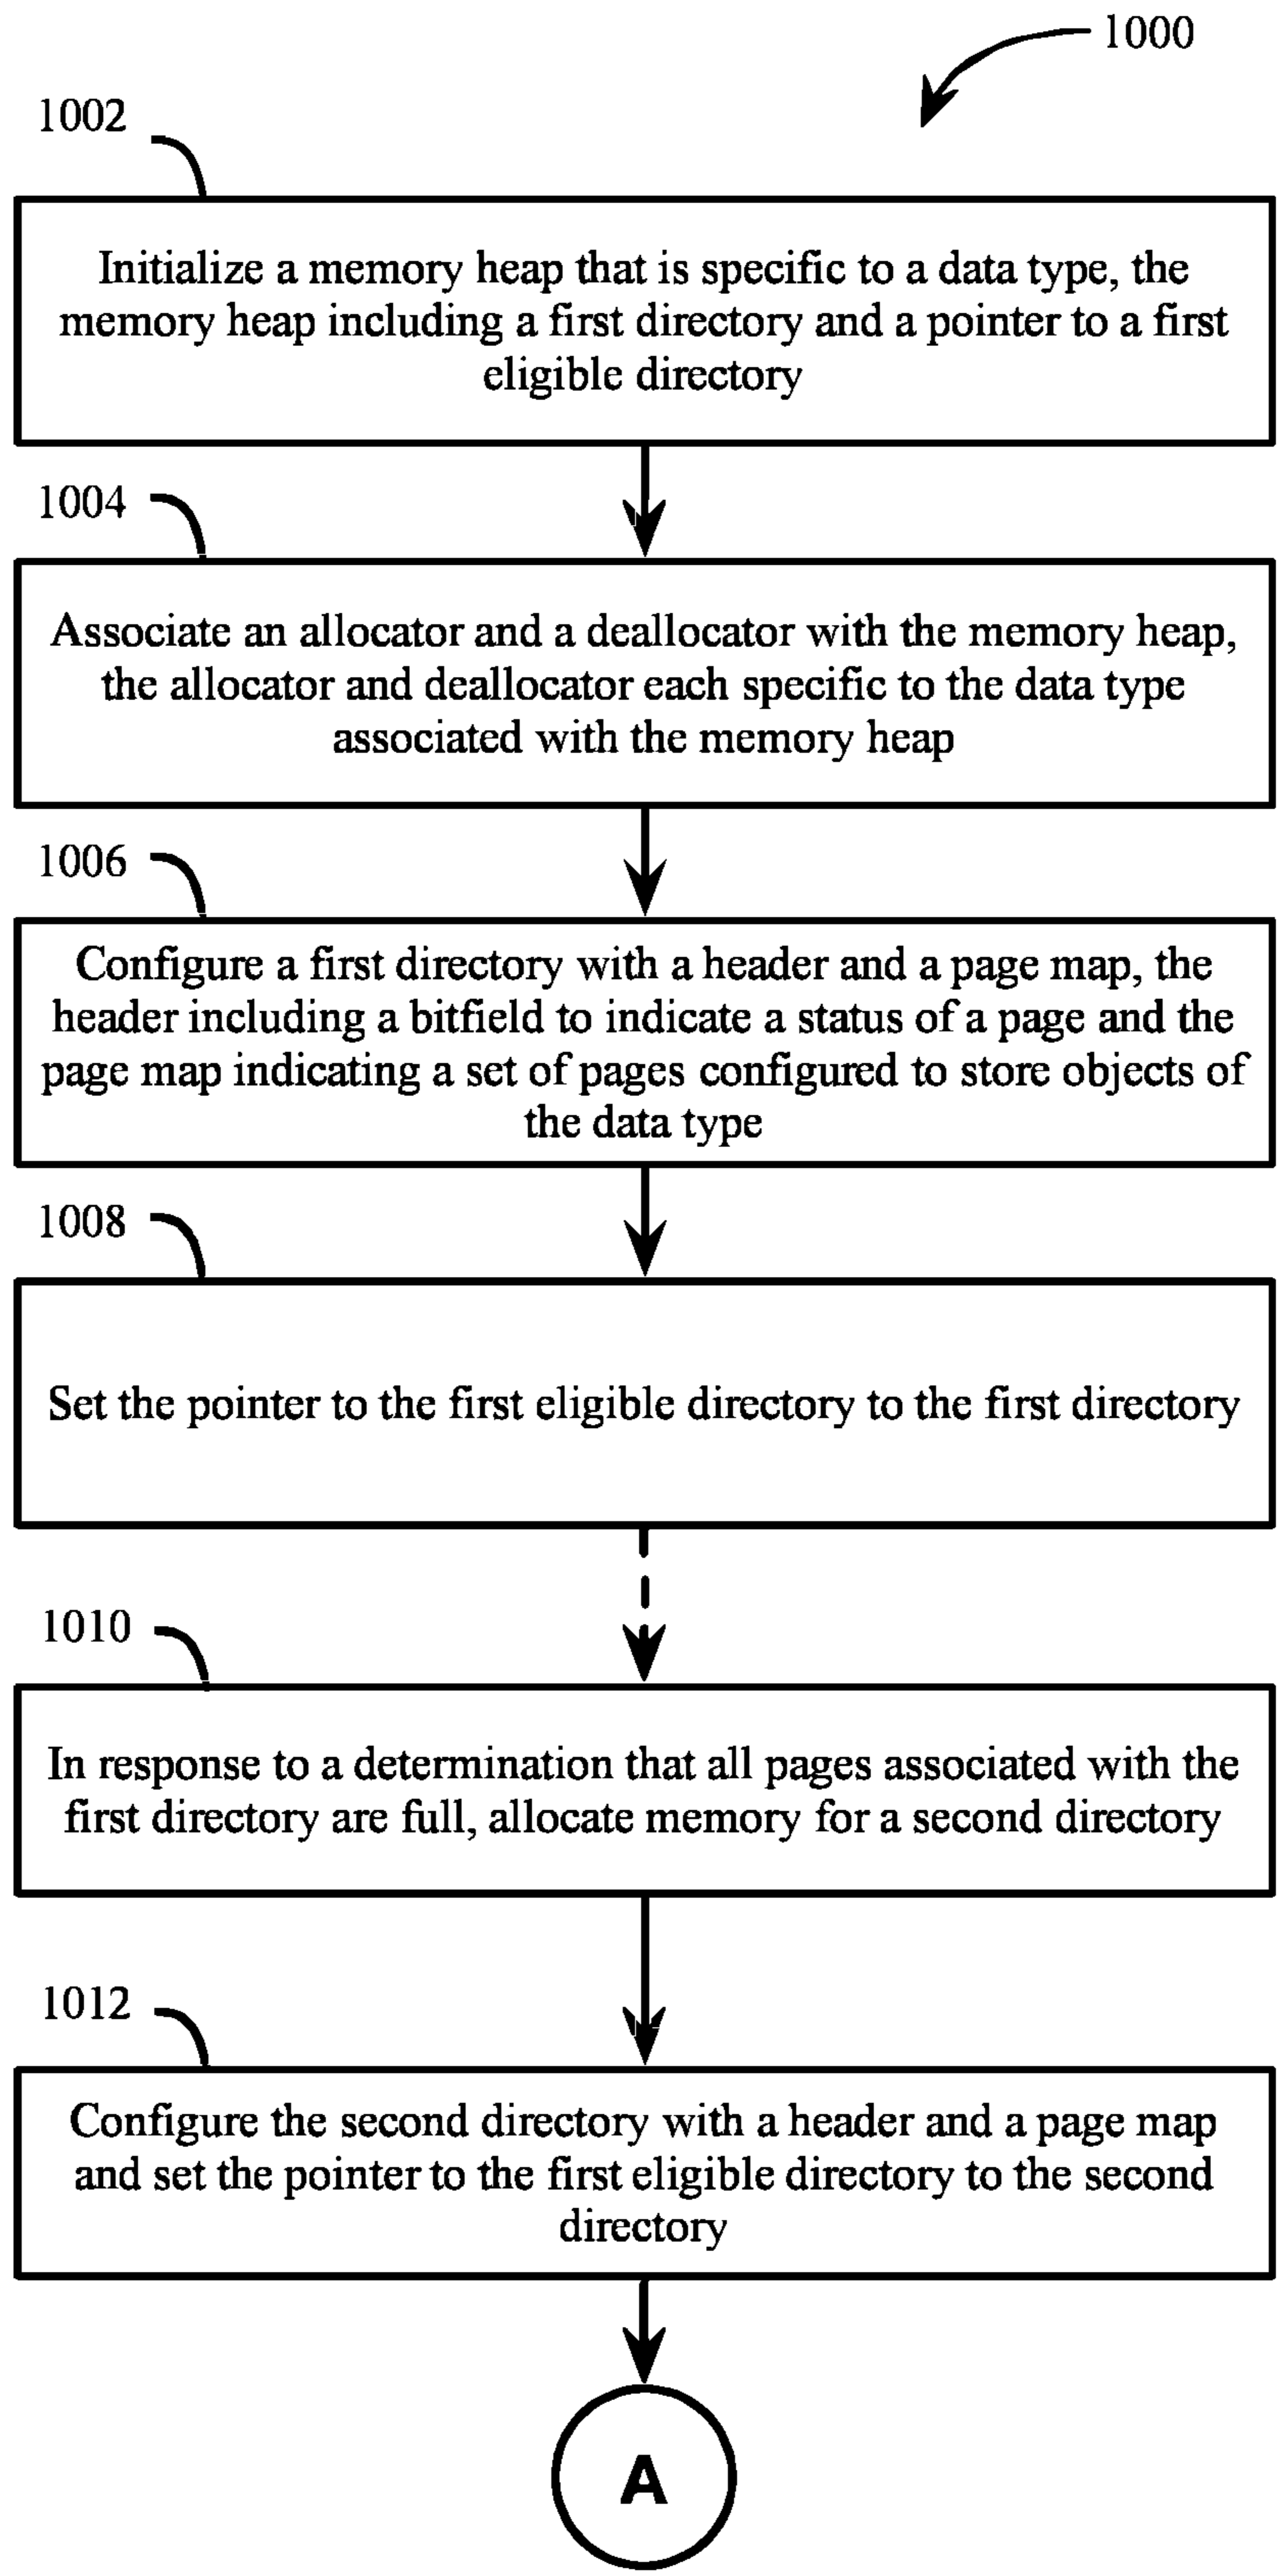 1000
1002
Initialize a memory heap that is specific to a data type, the
memory heap including a first directory and a pointer to a first
eligible directory
1004
Associate an allocator and a deallocator with the memory heap,
the allocator and deallocator each specific to the data type
associated with the memory heap
1006
Configure a first directory with a header and a page map, the
header including a bitfield to indicate a status of a page and the
page map indicating a set of pages configured to store objects of
the data type
1008
Set the pointer to the first eligible directory to the first directory
1010
In response to a determination that all pages associated with the
first directory are full, allocate memory for a second directory
1012
Configure the second directory with a header and a page map
and set the pointer to the first eligible directory to the second
directory
A